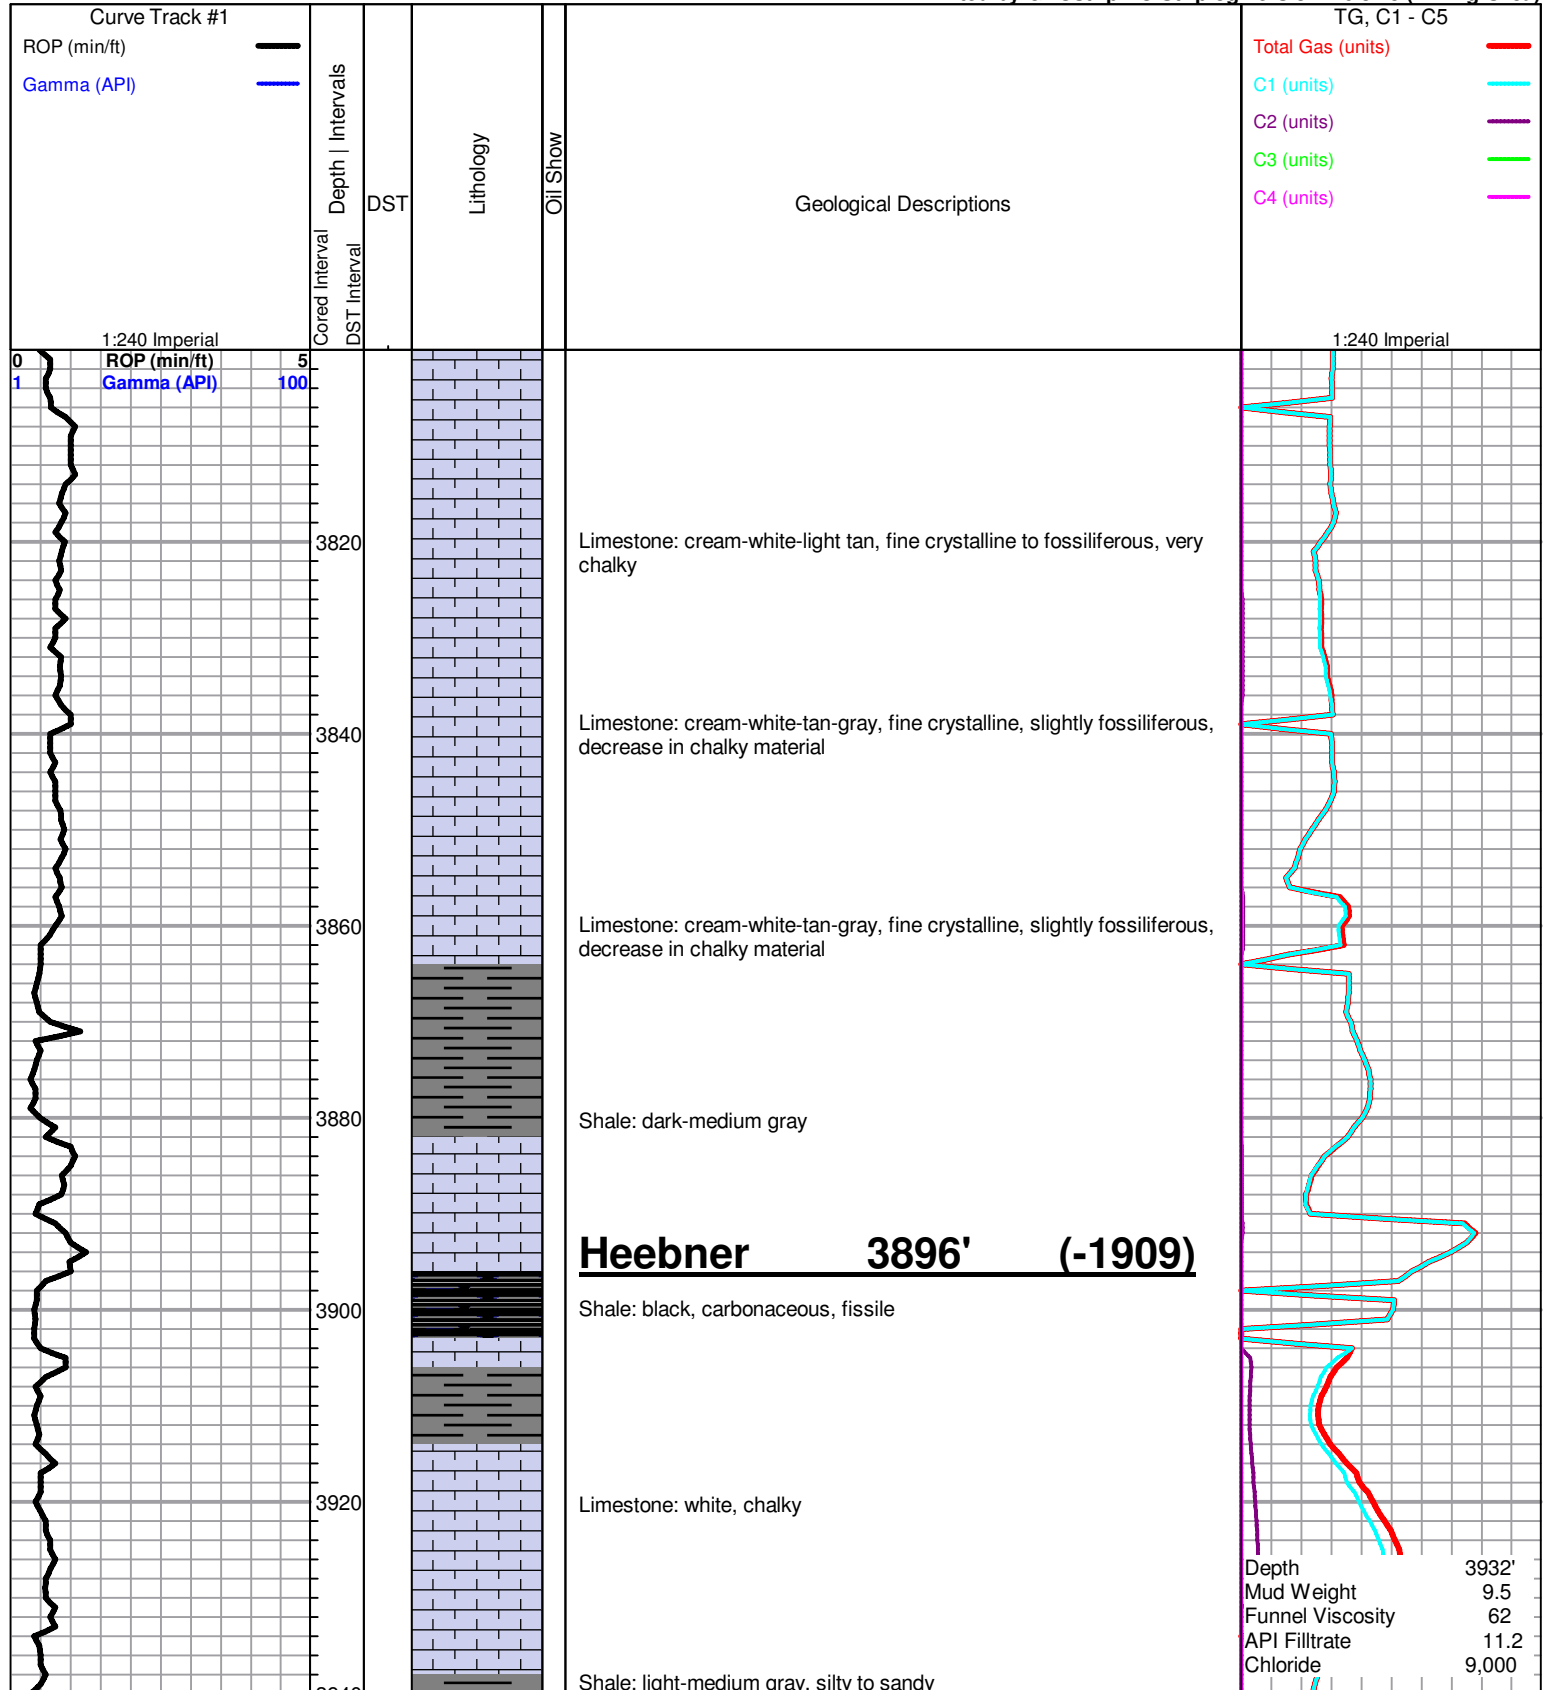 Curve Track #1
ROP (min/ft)
Gamma (API)
1:240 Imperial
Depth | Intervals
Cored Interval
DST Interval
DST
Lithology
Oil Show
Geological Descriptions
TG, C1 - C5
Total Gas (units)
C1 (units)
C2 (units)
C3 (units)
C4 (units)
1:240 Imperial
0 ROP (min/ft) 5
1 Gamma (API) 100
3820
Limestone: cream-white-light tan, fine crystalline to fossiliferous, very
chalky
3840
Limestone: cream-white-tan-gray, fine crystalline, slightly fossiliferous,
decrease in chalky material
3860
Limestone: cream-white-tan-gray, fine crystalline, slightly fossiliferous,
decrease in chalky material
3880
Shale: dark-medium gray
Heebner 3896' (-1909)
3900
Shale: black, carbonaceous, fissile
3920
Limestone: white, chalky
Depth 3932'
Mud Weight 9.5
Funnel Viscosity 62
API Filltrate 11.2
Chloride 9,000
Shale: light-medium gray, silty to sandy